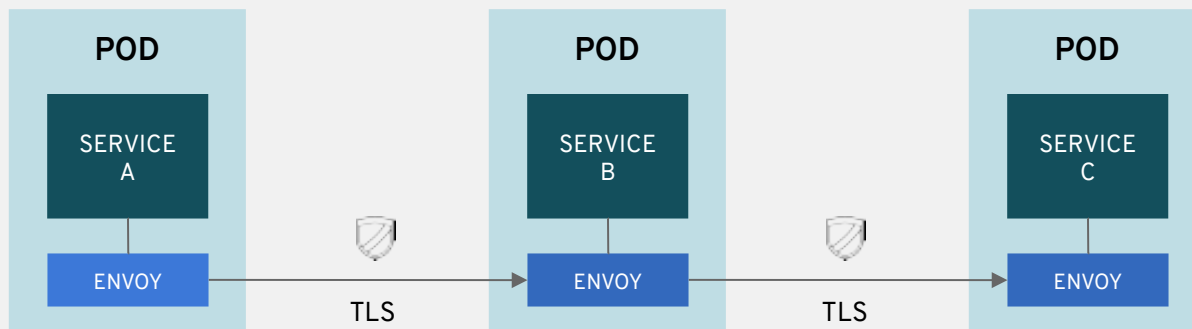 POD
SERVICE
A
ENVOY
TLS
POD
SERVICE
B
ENVOY
TLS
POD
SERVICE
C
ENVOY